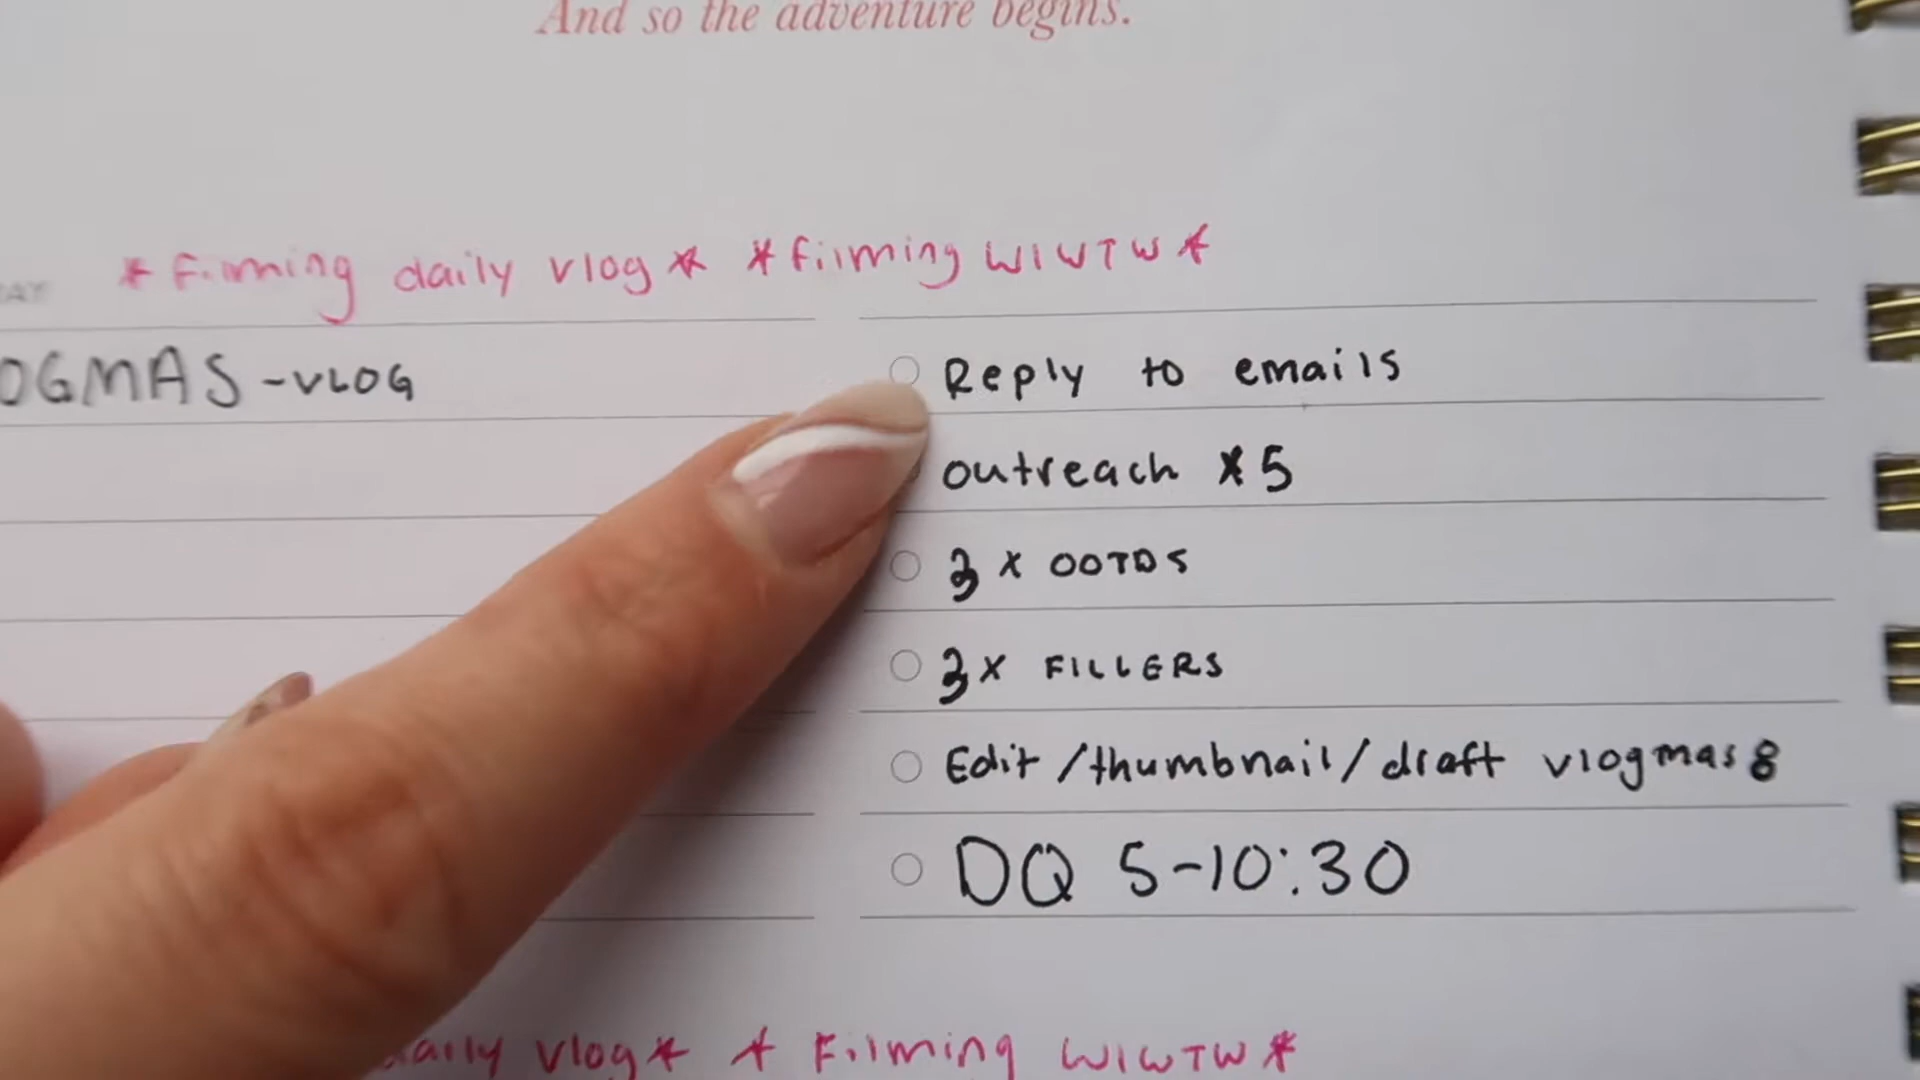 And so the adventure begins.
*Filming daily vlog* *filming WIWTW*
OGMAS -VLOG
Reply to emails
outreach x5
3 x OOTDS
3x FILLERS
Edit/thumbnail/draft vlogmas 8
DQ 5-10:30
daily vlog* * Filming WIWTW*